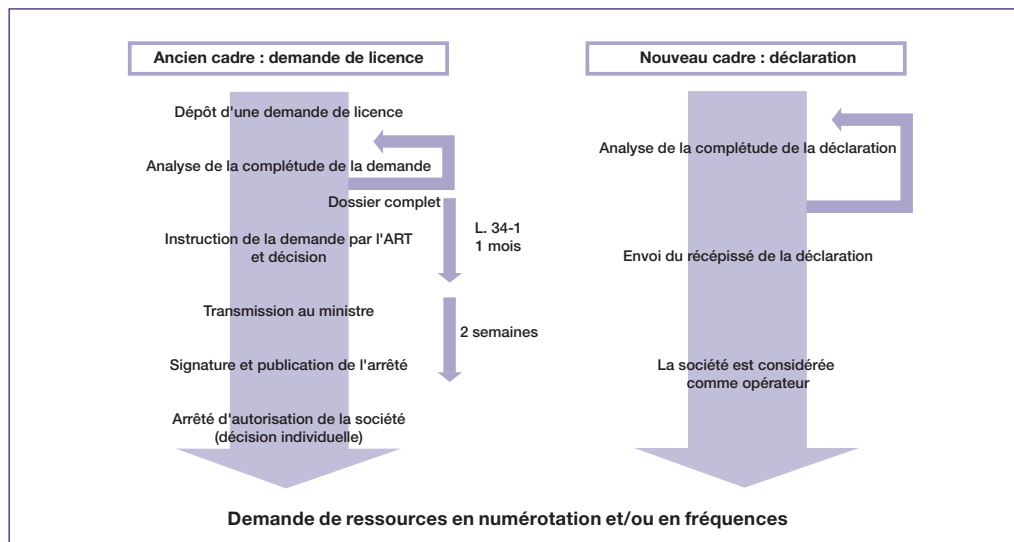 Ancien cadre : demande de licence
Dépôt d'une demande de licence
Analyse de la complétude de la demande
Dossier complet
L. 34-1
1 mois
Instruction de la demande par l'ART
et décision
Transmission au ministre
2 semaines
Signature et publication de l'arrêté
Arrêté d'autorisation de la société
(décision individuelle)
Nouveau cadre : déclaration
Analyse de la complétude de la déclaration
Envoi du récépissé de la déclaration
La société est considérée
comme opérateur
Demande de ressources en numérotation et/ou en fréquences